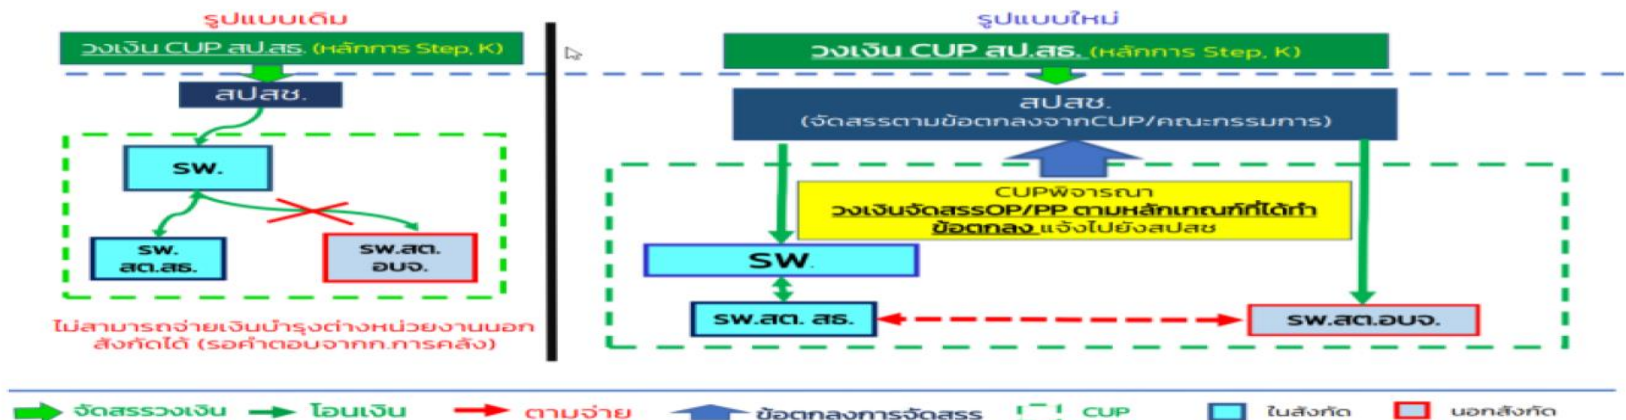 รูปแบบเดิม
วงเงิน CUP สป.สธ. (หลักการ Step, K)
สปสช.
รพ.
รพ.
สต.สธ.
รพ.สต.
อบจ.
ไม่สามารถจ่ายเงินบำรุงต่างหน่วยงานนอก
สังกัดได้ (รอคำตอบจากก.การคลัง)
รูปแบบใหม่
วงเงิน CUP สป.สธ. (หลักการ Step, K)
สปสช.
(จัดสรรตามข้อตกลงจากCUP/คณะกรรมการ)
CUPพิจารณา
วงเงินจัดสรรOP/PP ตามหลักเกณฑ์ที่ได้ทำ
ข้อตกลง แจ้งไปยังสปสช
รพ.
รพ.สต. สธ.
รพ.สต.อบจ.
จัดสรรวงเงิน โอนเงิน ตามจ่าย ข้อตกลงการจัดสรร CUP ในสังกัด นอกสังกัด